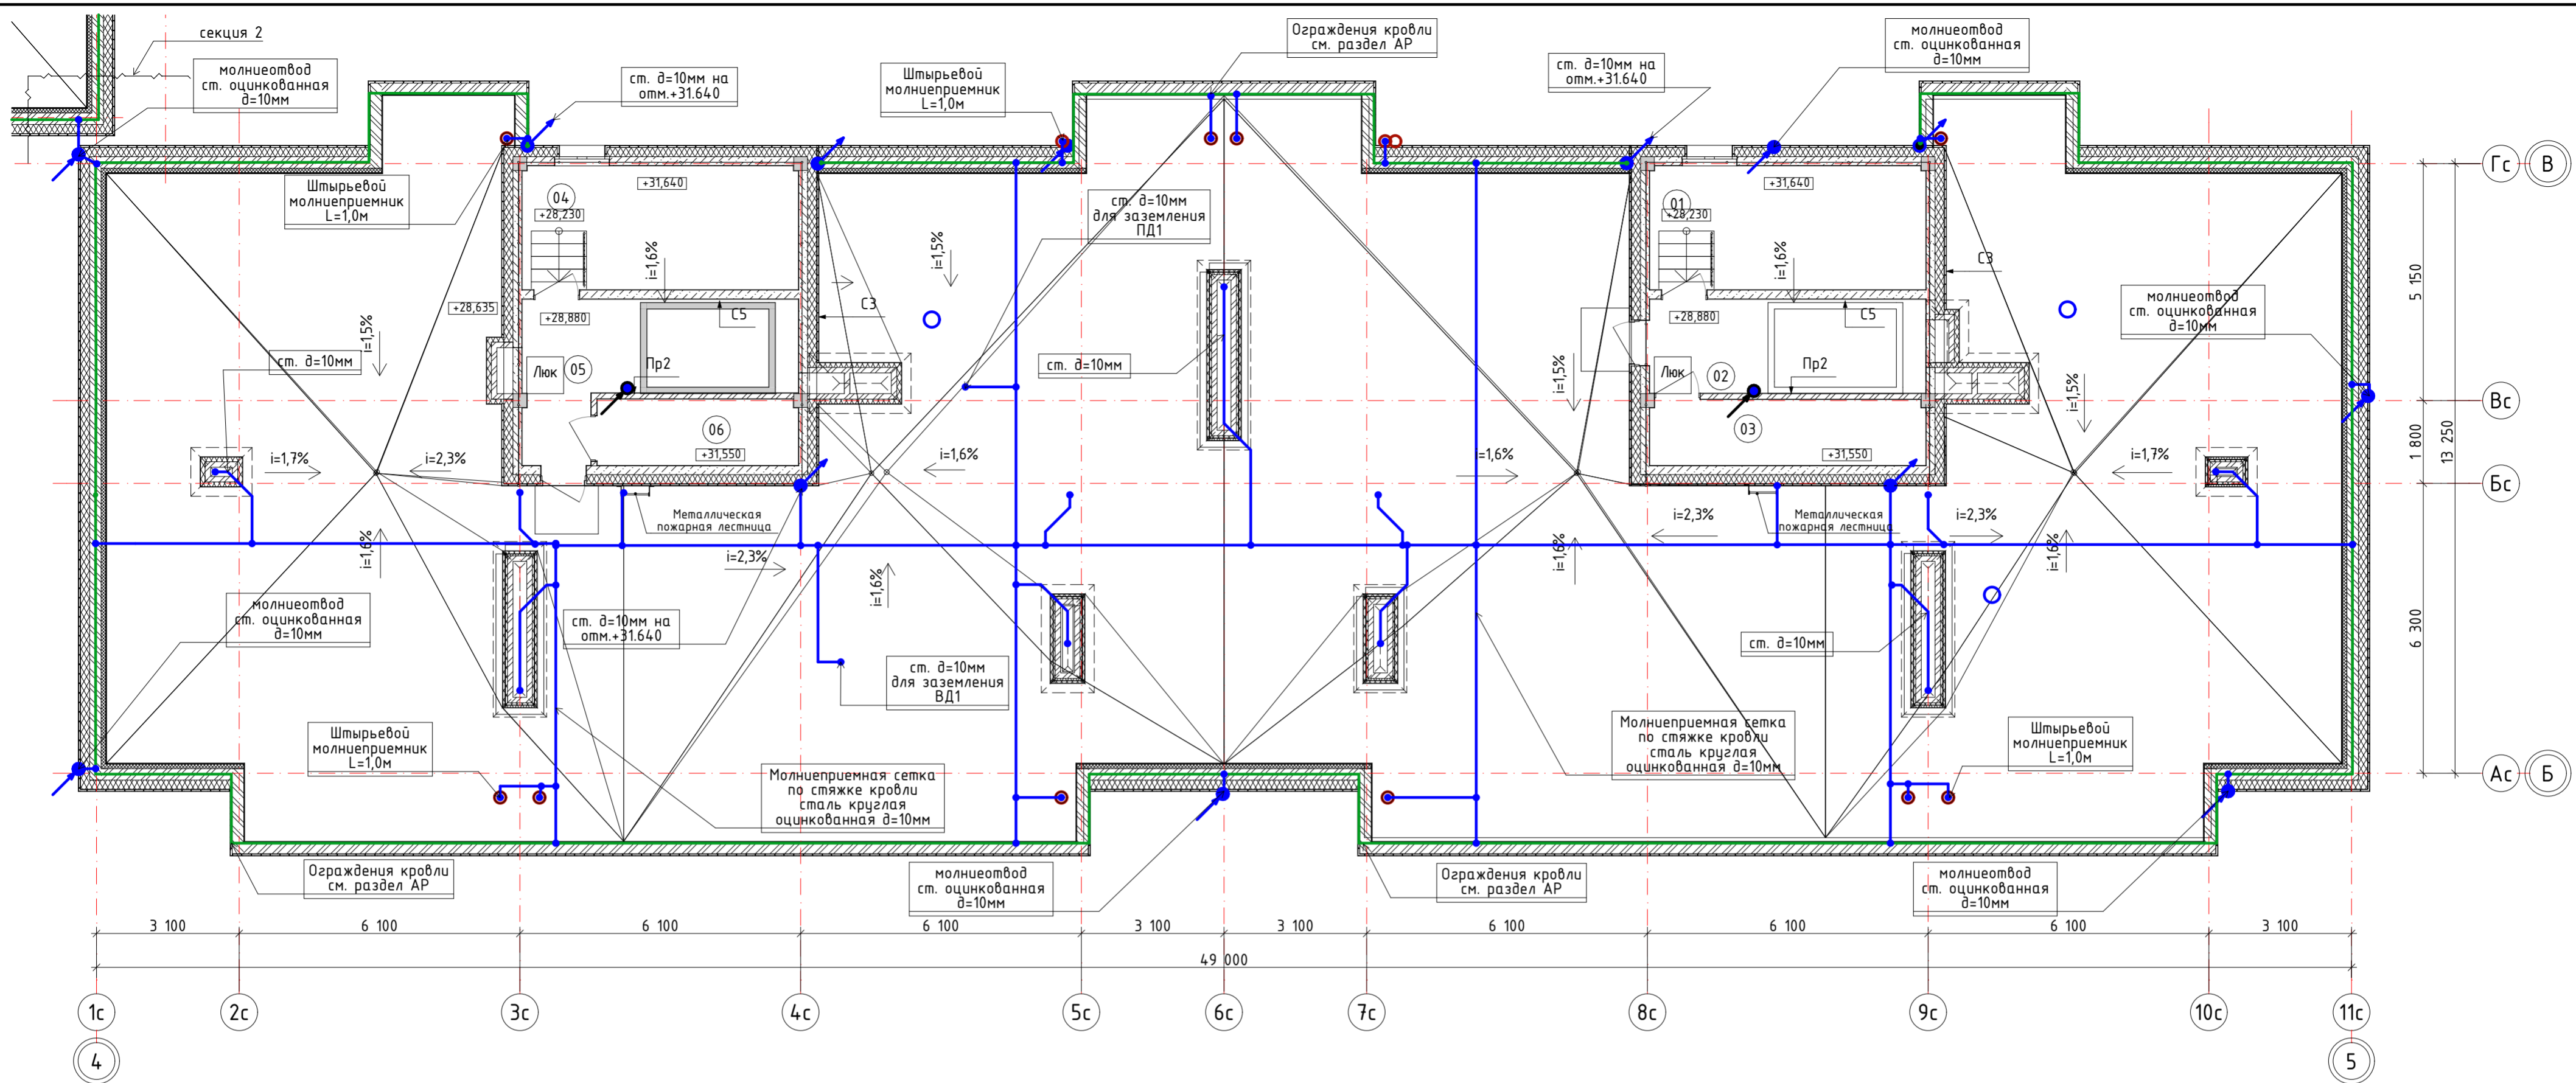 секция 2
молниеотвод
ст. оцинкованная
d=10мм
ст. d=10мм на
отм.+31.640
Штырьевой
молниеприемник
L=1,0м
Ограждения кровли
см. раздел АР
ст. d=10мм на
отм.+31.640
молниеотвод
ст. оцинкованная
d=10мм
Штырьевой
молниеприемник
L=1,0м
04
+28,230
+31,640
i=1,6%
ст. d=10мм
для заземления
ПД1
i=1,5%
01
+28,230
+31,640
i=1,6%
С3
Гс
В
5 150
+28,635
+28,880
С5
С3
+28,880
С5
молниеотвод
ст. оцинкованная
d=10мм
i=1,5%
ст. d=10мм
Люк
05
Пр2
ст. d=10мм
i=1,5%
Люк
02
Пр2
i=1,5%
Вс
1 800
13 250
06
+31,550
03
+31,550
i=1,7%
i=2,3%
i=1,6%
i=1,6%
i=1,7%
Бс
Металлическая
пожарная лестница
Металлическая
пожарная лестница
i=2,3%
i=2,3%
i=1,6%
i=2,3%
i=1,6%
i=1,6%
i=1,6%
молниеотвод
ст. оцинкованная
d=10мм
ст. d=10мм на
отм.+31.640
ст. d=10мм
6 300
ст. d=10мм
для заземления
ВД1
Штырьевой
молниеприемник
L=1,0м
Молниеприемная сетка
по стяжке кровли
сталь круглая
оцинкованная d=10мм
Молниеприемная сетка
по стяжке кровли
сталь круглая
оцинкованная d=10мм
Штырьевой
молниеприемник
L=1,0м
Ас
Б
Ограждения кровли
см. раздел АР
молниеотвод
ст. оцинкованная
d=10мм
Ограждения кровли
см. раздел АР
молниеотвод
ст. оцинкованная
d=10мм
3 100
6 100
6 100
6 100
3 100
3 100
6 100
6 100
6 100
3 100
49 000
1с
2с
3с
4с
5с
6с
7с
8с
9с
10с
11с
4
5